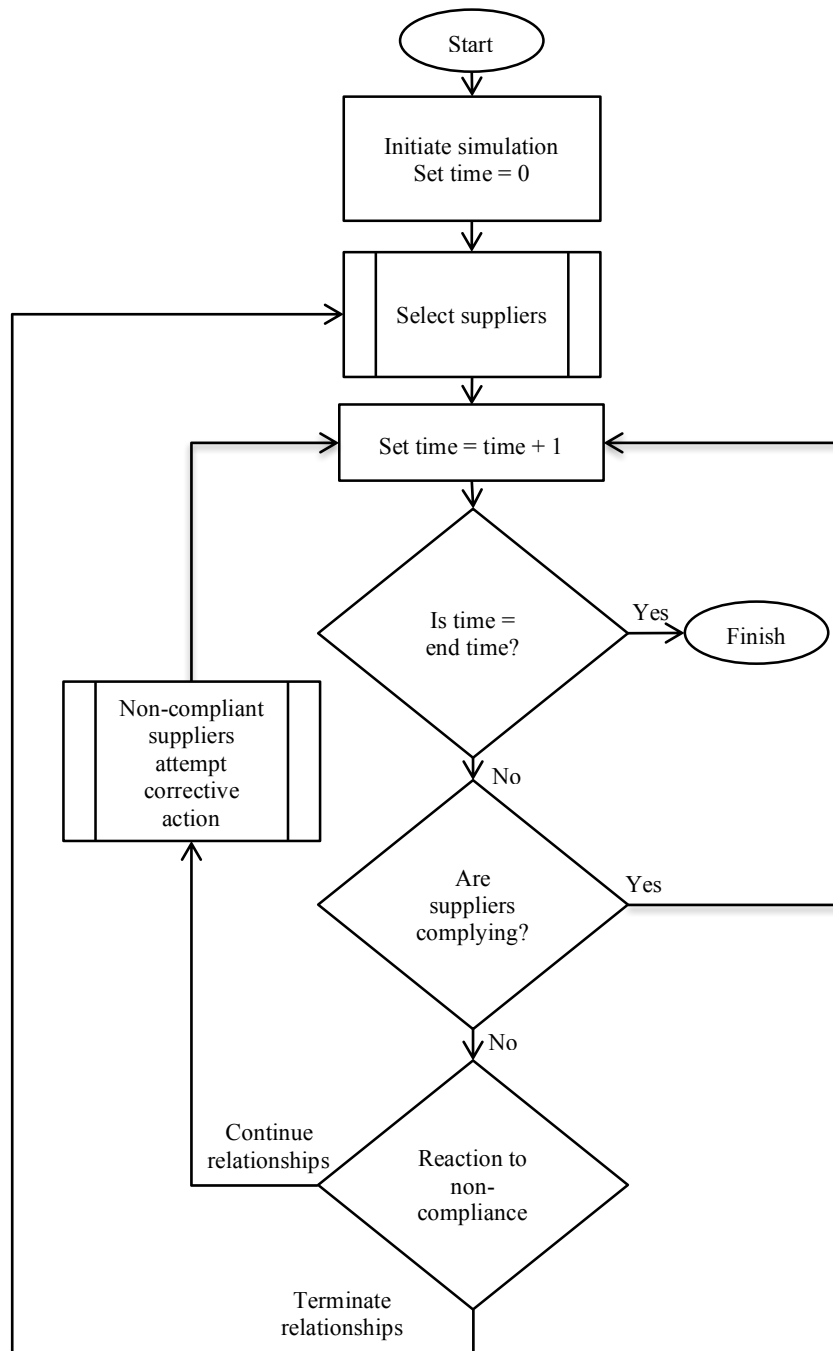 Start
Initiate simulation
Set time = 0
Select suppliers
Set time = time + 1
Is time =
end time?
Yes
Finish
No
Non-compliant
suppliers
attempt
corrective
action
Are
suppliers
complying?
Yes
No
Continue
relationships
Reaction to
non-
compliance
Terminate
relationships